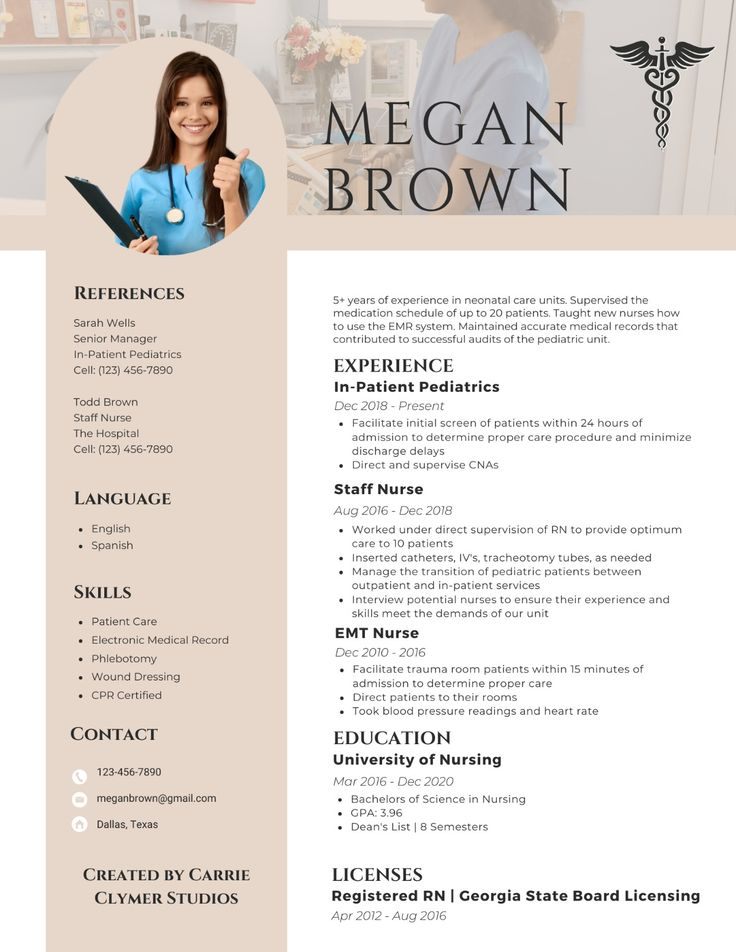 MEGAN
BROWN
REFERENCES
Sarah Wells
Senior Manager
In-Patient Pediatrics
Cell: (123) 456-7890
Todd Brown
Staff Nurse
The Hospital
Cell: (123) 456-7890
LANGUAGE
• English
• Spanish
SKILLS
• Patient Care
• Electronic Medical Record
• Phlebotomy
• Wound Dressing
• CPR Certified
CONTACT
123-456-7890
meganbrown@gmail.com
Dallas, Texas
CREATED BY CARRIE
CLYMER STUDIOS
5+ years of experience in neonatal care units. Supervised the
medication schedule of up to 20 patients. Taught new nurses how
to use the EMR system. Maintained accurate medical records that
contributed to successful audits of the pediatric unit.
EXPERIENCE
In-Patient Pediatrics
Dec 2018 - Present
• Facilitate initial screen of patients within 24 hours of
admission to determine proper care procedure and minimize
discharge delays
• Direct and supervise CNAs
Staff Nurse
Aug 2016 - Dec 2018
• Worked under direct supervision of RN to provide optimum
care to 10 patients
• Inserted catheters, IV's, tracheotomy tubes, as needed
• Manage the transition of pediatric patients between
outpatient and in-patient services
• Interview potential nurses to ensure their experience and
skills meet the demands of our unit
EMT Nurse
Dec 2010 - 2016
• Facilitate trauma room patients within 15 minutes of
admission to determine proper care
• Direct patients to their rooms
• Took blood pressure readings and heart rate
EDUCATION
University of Nursing
Mar 2016 - Dec 2020
• Bachelors of Science in Nursing
• GPA: 3.96
• Dean's List | 8 Semesters
LICENSES
Registered RN | Georgia State Board Licensing
Apr 2012 - Aug 2016